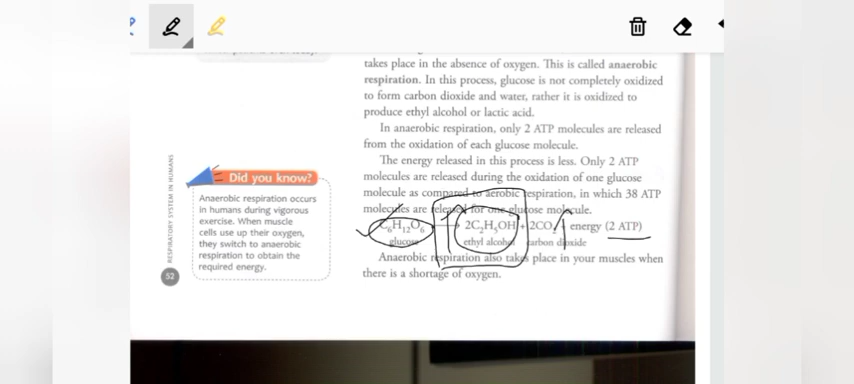 takes place in the absence of oxygen. This is called anaerobic
respiration. In this process, glucose is not completely oxidized
to form carbon dioxide and water, rather it is oxidized to
produce ethyl alcohol or lactic acid.
In anaerobic respiration, only 2 ATP molecules are released
from the oxidation of each glucose molecule.
The energy released in this process is less. Only 2 ATP
molecules are released during the oxidation of one glucose
molecule as compared to aerobic respiration, in which 38 ATP
molecules are released for one glucose molecule.
C₆H₁₂O₆ → 2C₂H₅OH + 2CO₂ energy (2 ATP)
glucose ethyl alcohol carbon dioxide
Anaerobic respiration also takes place in your muscles when
there is a shortage of oxygen.
Did you know?
Anaerobic respiration occurs
in humans during vigorous
exercise. When muscle
cells use up their oxygen,
they switch to anaerobic
respiration to obtain the
required energy.
RESPIRATORY SYSTEM IN HUMANS
52